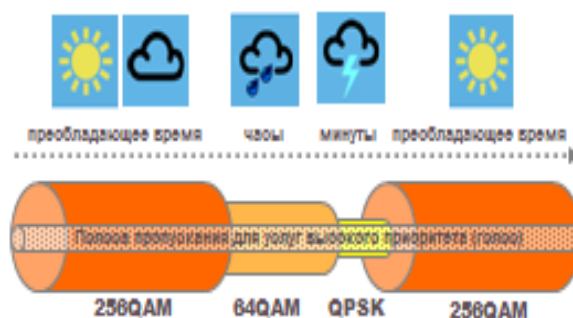 преобладающее время часы минуты преобладающее время
Полоса пропускания для услуг высокого приоритета (голос)
256QAM 64QAM QPSK 256QAM